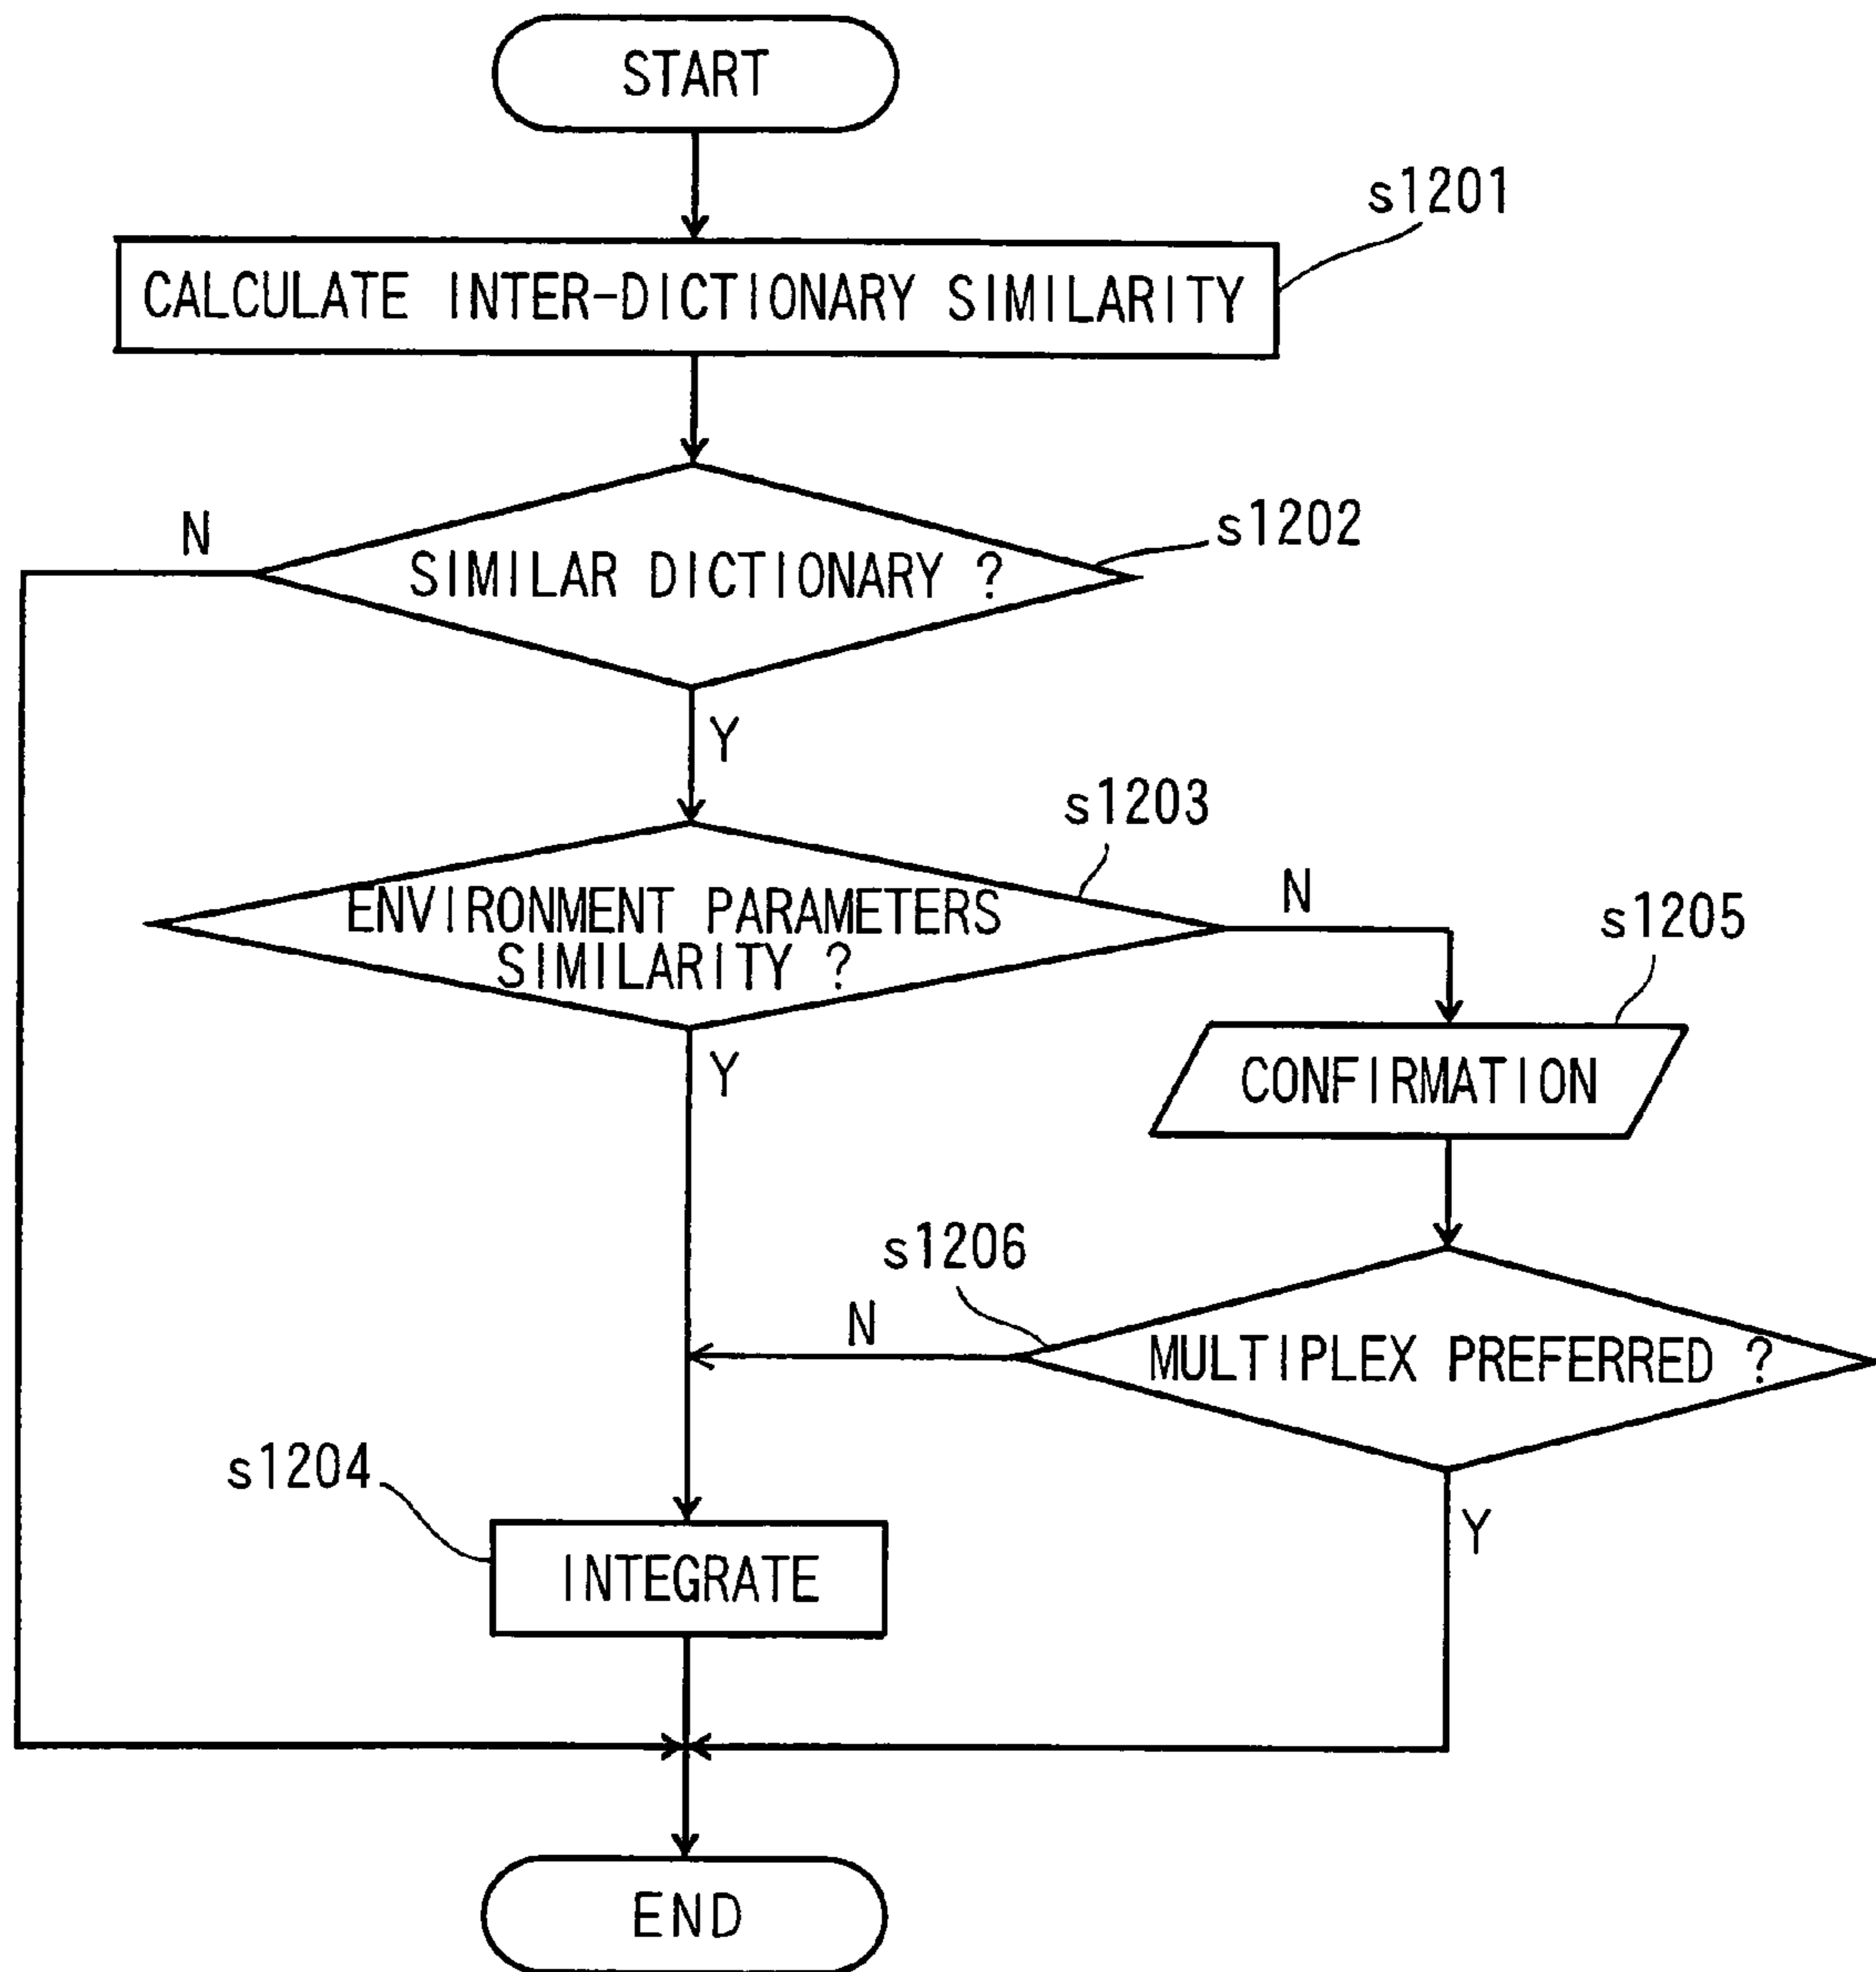 START
s1201
CALCULATE INTER-DICTIONARY SIMILARITY
s1202
N
SIMILAR DICTIONARY ?
Y
s1203
ENVIRONMENT PARAMETERS
SIMILARITY ?
N
s1205
Y
CONFIRMATION
s1206
N
MULTIPLEX PREFERRED ?
s1204
Y
INTEGRATE
END